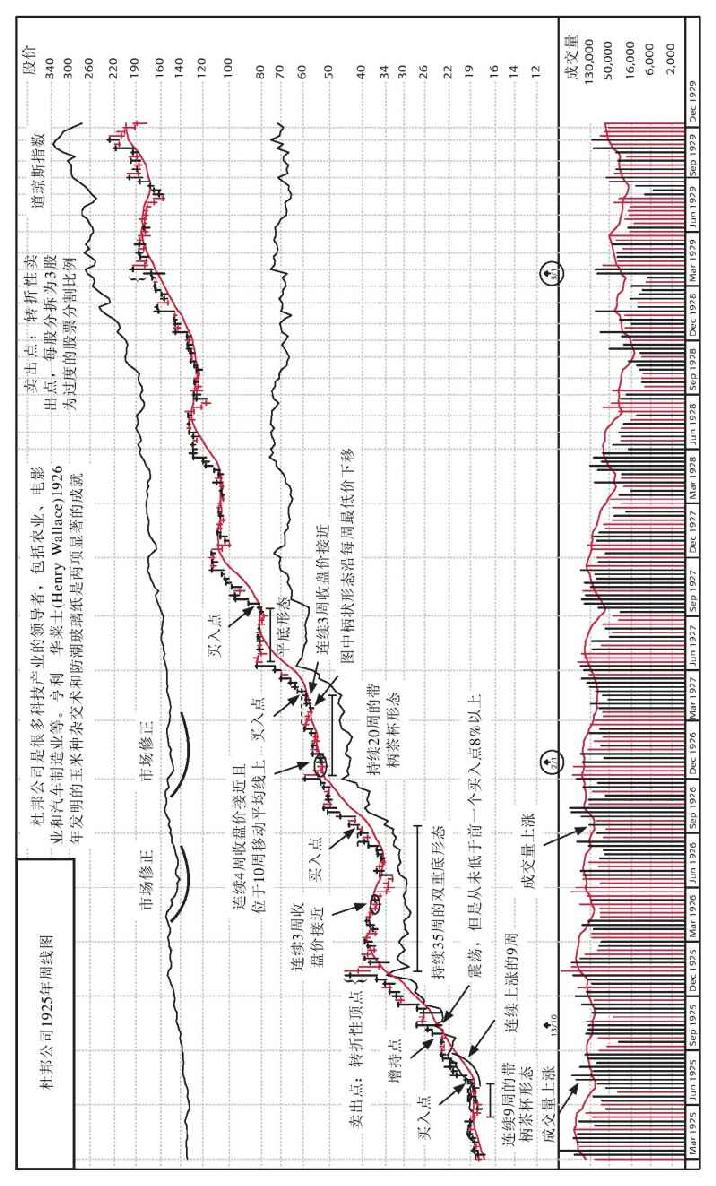 杜邦公司1925年周线图
杜邦公司是很多科技产业的领导者，包括农业、电影
业和汽车制造业等。亨利　华莱士(Henry Wallace)1926
年发明的玉米种杂交术和防潮玻璃纸是两项显著的成就
卖出点：转折性卖
出点，每股分拆为3股
为过度的股票分割比例
道琼斯指数
股价
340
300
260
220
190
160
140
120
100
80
70
60
50
40
34
30
26
22
19
16
14
12
市场修正
市场修正
连续4周收盘价接近且
位于10周移动平均线上
买入点
买入点
平底形态
连续3周收盘价接近
图中柄状形态沿每周最低价下移
买入点
连续3周收
盘价接近
持续20周的带
柄茶杯形态
卖出点：转折性顶点
增持点
买入点
持续35周的双重底形态
震荡，但是从未低于前一个买入点8%以上
连续上涨的9周
连续9周的带
柄茶杯形态
成交量上涨
成交量上涨
2/1
3/1
成交量
130,000
50,000
16,000
6,000
2,000
Mar 1925
Jun 1925
Sep 1925
Dec 1925
Mar 1926
Jun 1926
Sep 1926
Dec 1926
Mar 1927
Jun 1927
Sep 1927
Dec 1927
Mar 1928
Jun 1928
Sep 1928
Dec 1928
Mar 1929
Jun 1929
Sep 1929
Dec 1929